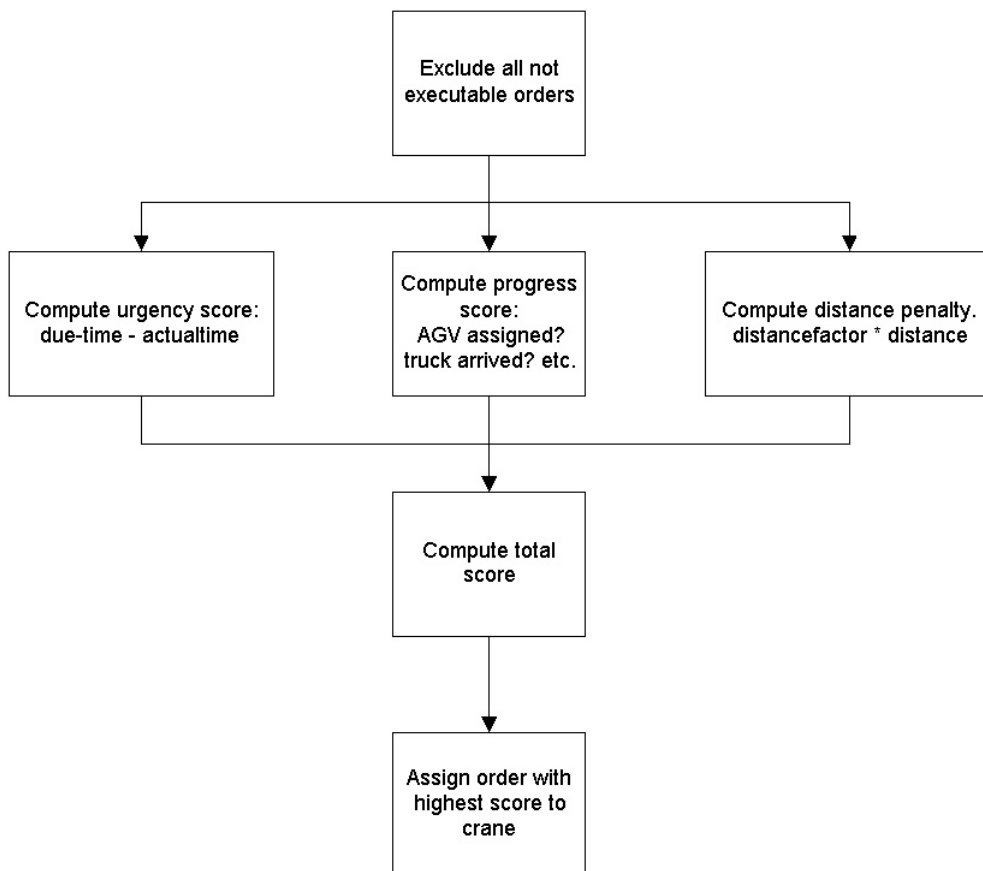 Exclude all not
executable orders
Compute urgency score:
due-time - actualtime
Compute progress
score:
AGV assigned?
truck arrived? etc.
Compute distance penalty.
distancefactor * distance
Compute total
score
Assign order with
highest score to
crane